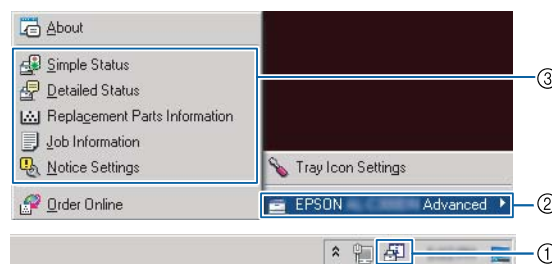 About
Simple Status
③
Detailed Status
Replacement Parts Information
Job Information
Notice Settings
Tray Icon Settings
Order Online
EPSON Advanced
②
①